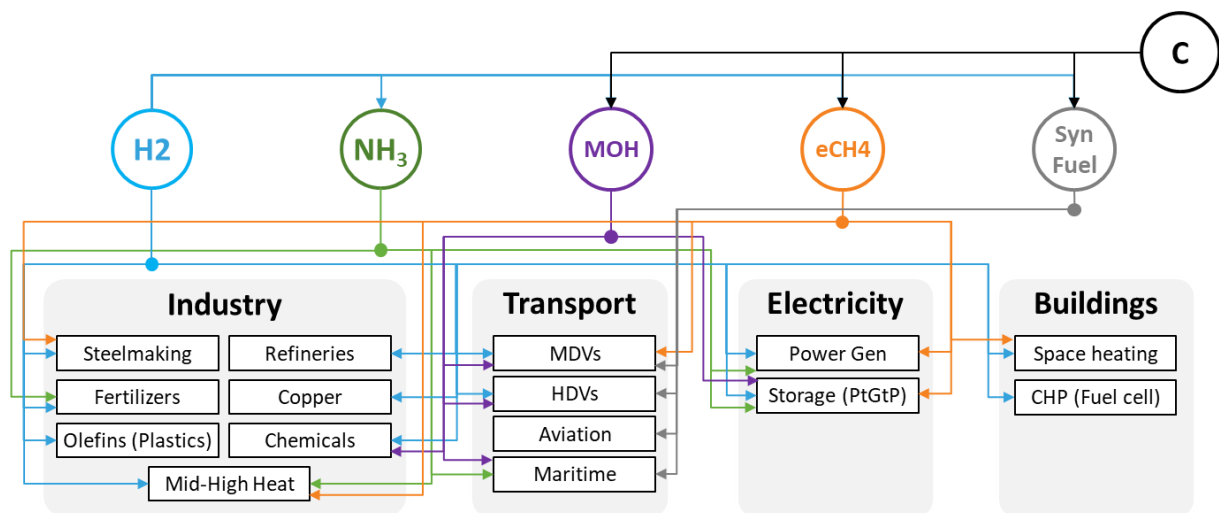 C
H2
NH₃
MOH
eCH4
Syn
Fuel
Industry
Transport
Electricity
Buildings
Steelmaking
Refineries
MDVs
Power Gen
Space heating
Fertilizers
Copper
HDVs
Storage (PtGtP)
CHP (Fuel cell)
Olefins (Plastics)
Chemicals
Aviation
Mid-High Heat
Maritime